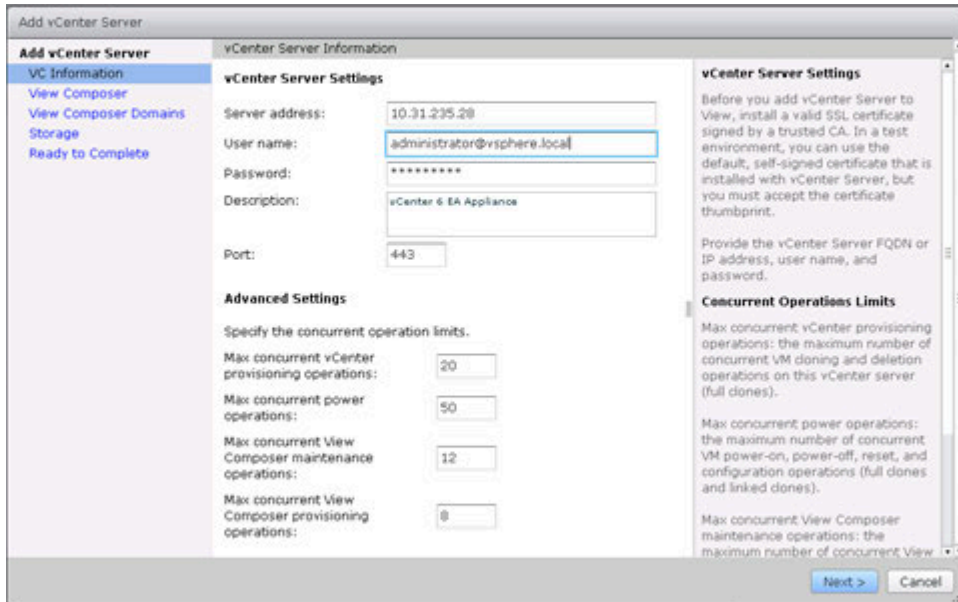 Add vCenter Server
Add vCenter Server
VC Information
View Composer
View Composer Domains
Storage
Ready to Complete
vCenter Server Information
vCenter Server Settings
Server address:
10.31.235.28
User name:
administrator@vsphere.local
Password:
*********
Description:
vCenter 6 EA Appliance
Port:
443
Advanced Settings
Specify the concurrent operation limits.
Max concurrent vCenter
provisioning operations:
20
Max concurrent power
operations:
50
Max concurrent View
Composer maintenance
operations:
12
Max concurrent View
Composer provisioning
operations:
8
vCenter Server Settings
Before you add vCenter Server to
View, install a valid SSL certificate
signed by a trusted CA. In a test
environment, you can use the
default, self-signed certificate that is
installed with vCenter Server, but
you must accept the certificate
thumbprint.
Provide the vCenter Server FQDN or
IP address, user name, and
password.
Concurrent Operations Limits
Max concurrent vCenter provisioning
operations: the maximum number of
concurrent VM cloning and deletion
operations on this vCenter server
(full clones).
Max concurrent power operations:
the maximum number of concurrent
VM power-on, power-off, reset, and
configuration operations (full clones
and linked clones).
Max concurrent View Composer
maintenance operations: the
maximum number of concurrent View
Next >
Cancel